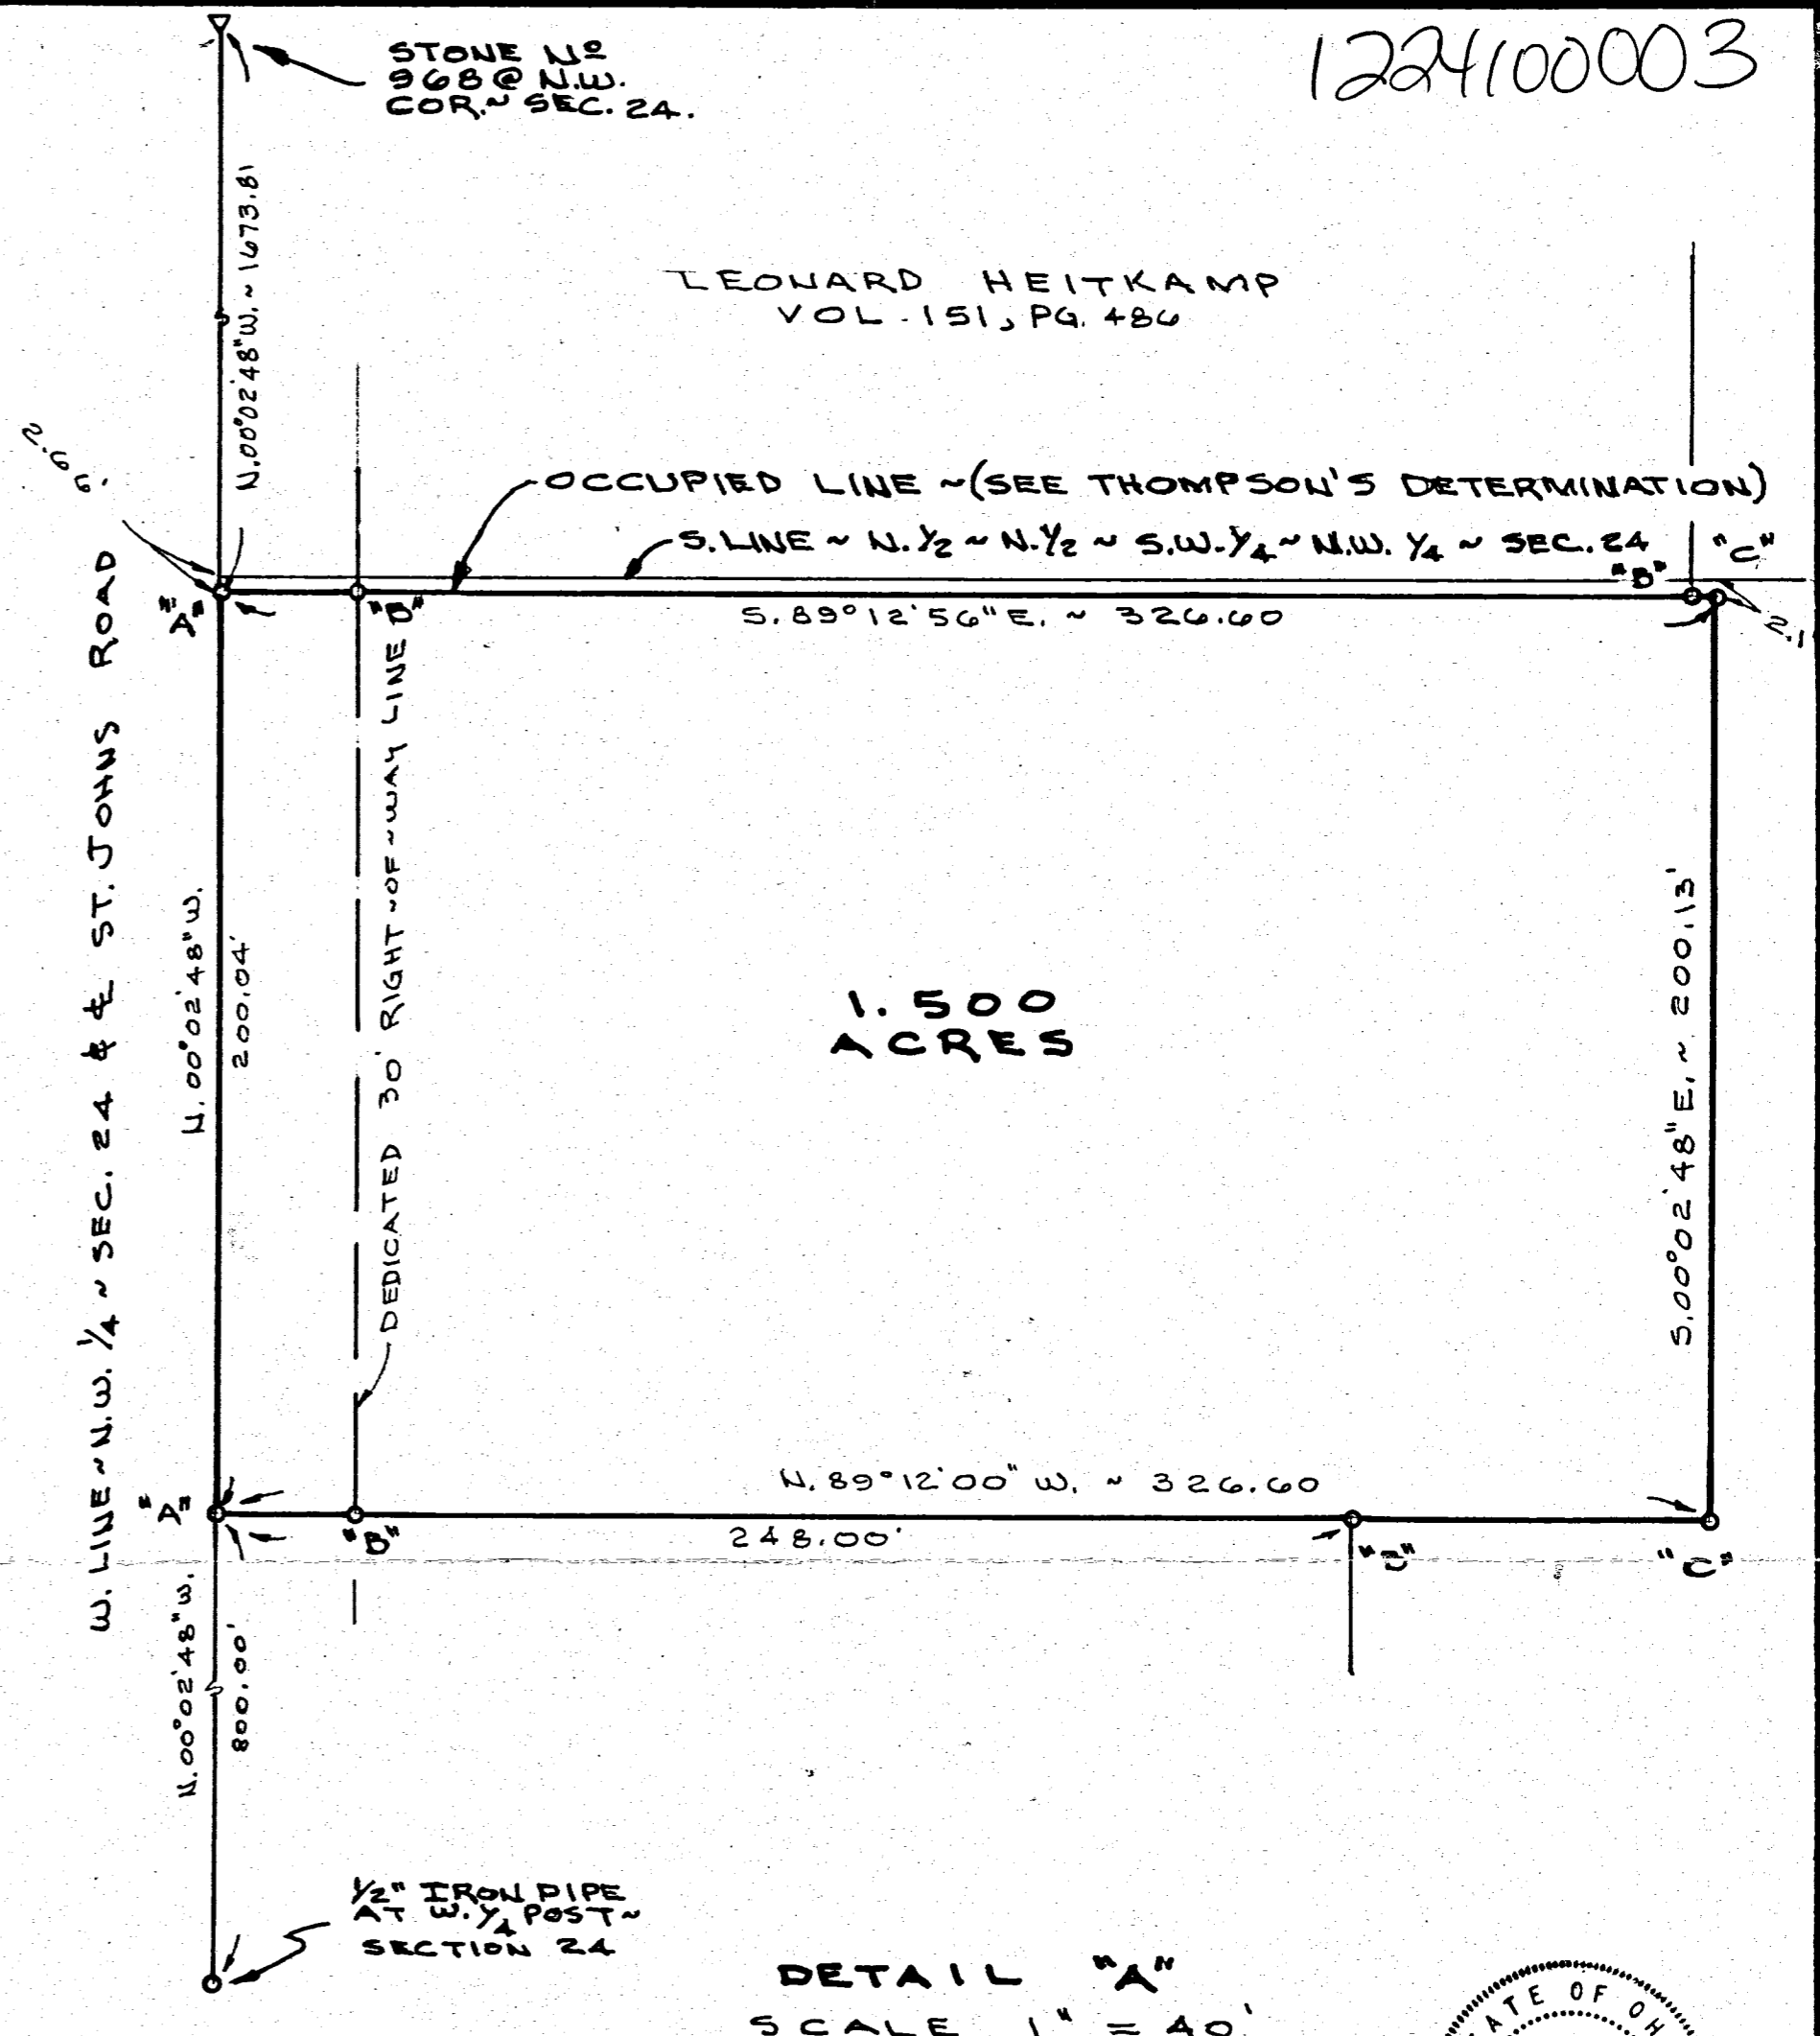 1224100003
STONE Nº
968 @ N.W.
COR. ~ SEC. 24.
N.00°02'48"W. ~ 1673.81
LEONARD HEITKAMP
VOL. 151, PG. 486
OCCUPIED LINE ~ (SEE THOMPSON'S DETERMINATION)
S. LINE ~ N. ½ ~ N. ½ ~ S.W. ¼ ~ N.W. ¼ ~ SEC. 24
"B"
"C"
"A"
"B"
S. 89° 12' 56" E. ~ 326.60
W. LINE ~ N.W. ¼ ~ SEC. 24 & ℄ ST. JOHNS ROAD
N. 00° 02' 48" W.
200.04'
DEDICATED 30' RIGHT ~ OF ~ WAY LINE
1.500
ACRES
S. 00° 02' 48" E. ~ 200.13'
N. 89° 12' 00" W. ~ 326.60
"A"
"B"
248.00'
"C"
N. 00° 02' 48" W.
800.00'
½" IRON PIPE
AT W. ¼ POST ~
SECTION 24
DETAIL "A"
SCALE 1" = 40'